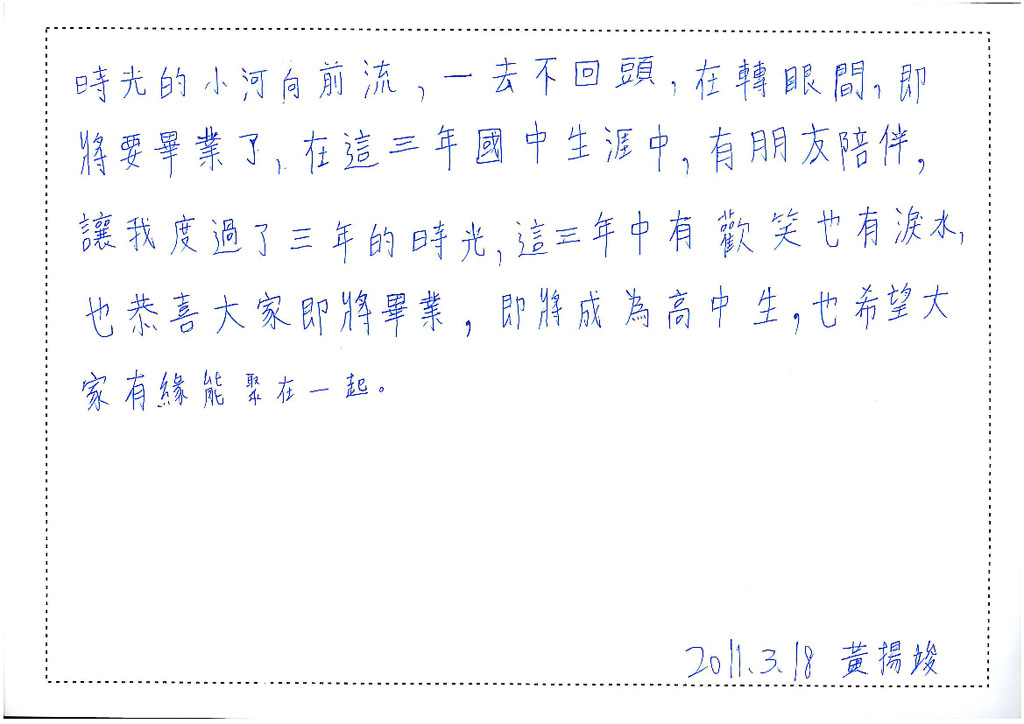 時光的小河向前流，一去不回頭，在轉眼間，即
將要畢業了，在這三年國中生涯中，有朋友陪伴，
讓我度過了三年的時光，這三年中有歡笑也有淚水，
也恭喜大家即將畢業，即將成為高中生，也希望大
家有緣能聚在一起。
2011.3.18 黃揚竣